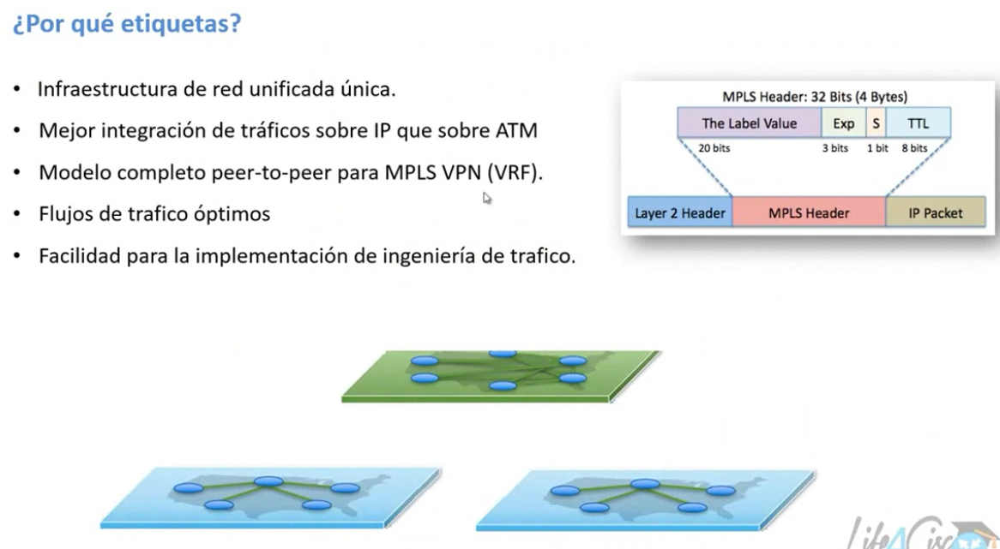 ¿Por qué etiquetas?
• Infraestructura de red unificada única.
• Mejor integración de tráficos sobre IP que sobre ATM
• Modelo completo peer-to-peer para MPLS VPN (VRF).
• Flujos de trafico óptimos
• Facilidad para la implementación de ingeniería de trafico.
MPLS Header: 32 Bits (4 Bytes)
The Label Value Exp S TTL
20 bits 3 bits 1 bit 8 bits
Layer 2 Header MPLS Header IP Packet